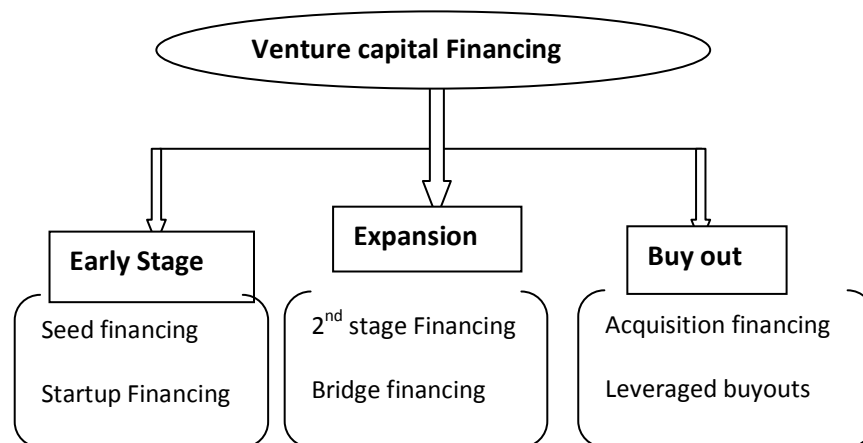 Venture capital Financing
Early Stage
Expansion
Buy out
Seed financing
Startup Financing
2nd stage Financing
Bridge financing
Acquisition financing
Leveraged buyouts